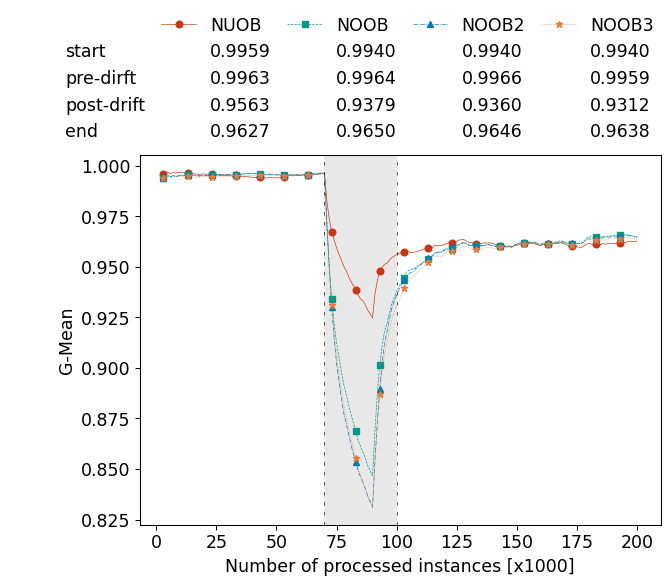 NUOB NOOB NOOB2 NOOB3
start 0.9959 0.9940 0.9940 0.9940
pre-dirft 0.9963 0.9964 0.9966 0.9959
post-drift 0.9563 0.9379 0.9360 0.9312
end 0.9627 0.9650 0.9646 0.9638
1.000
0.975
0.950
0.925
0.900
0.875
0.850
0.825
G-Mean
0 25 50 75 100 125 150 175 200
Number of processed instances [x1000]